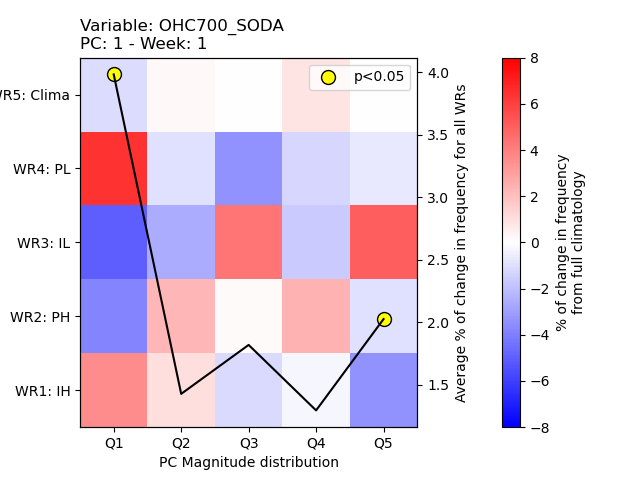 Variable: OHC700_SODA
PC: 1 - Week: 1
p<0.05
WR5: Clima
WR4: PL
WR3: IL
WR2: PH
WR1: IH
Q1 Q2 Q3 Q4 Q5
PC Magnitude distribution
4.0
3.5
3.0
2.5
2.0
1.5
Average % of change in frequency for all WRs
8
6
4
2
0
−2
−4
−6
−8
% of change in frequency
from full climatology